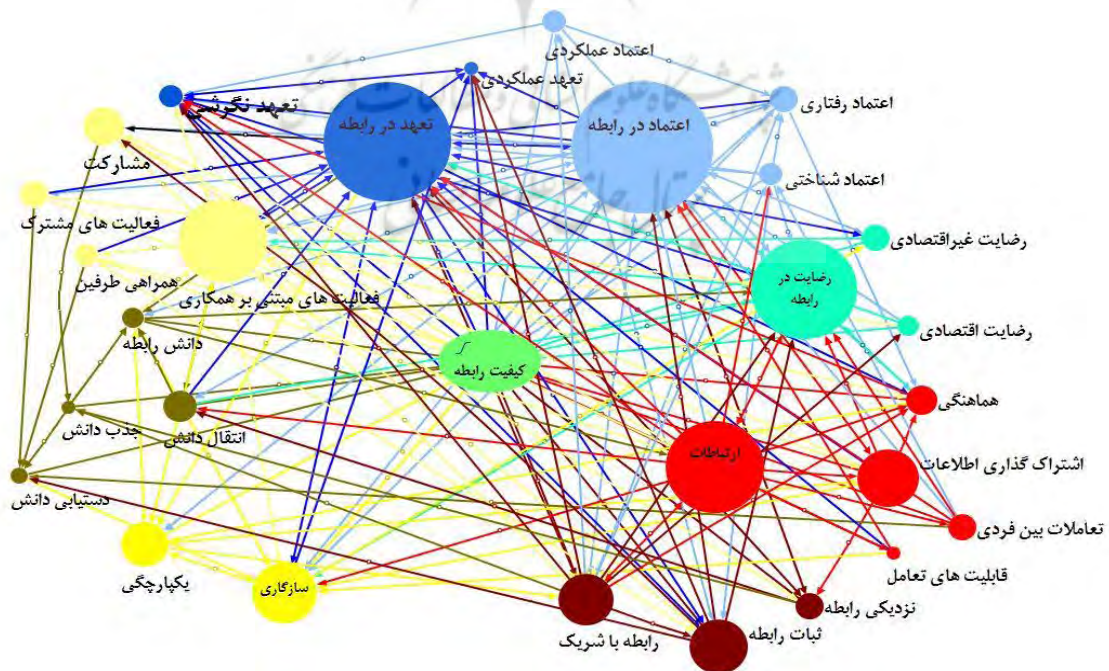 اعتماد عملکردی
تعهد عملکردی
تعهد نگرشی
تعهد در رابطه
اعتماد در رابطه
اعتماد رفتاری
مشارکت
اعتماد شناختی
فعالیت های مشترک
رضایت غیراقتصادی
همراهی طرفین
رضایت در
رابطه
فعالیت های مبتنی بر همکاری
دانش رابطه
رضایت اقتصادی
کیفیت رابطه
هماهنگی
جذب دانش
انتقال دانش
ارتباطات
اشتراک گذاری اطلاعات
دستیابی دانش
تعاملات بین فردی
یکپارچگی
قابلیت های تعامل
سازگاری
نزدیکی رابطه
رابطه با شریک
ثبات رابطه